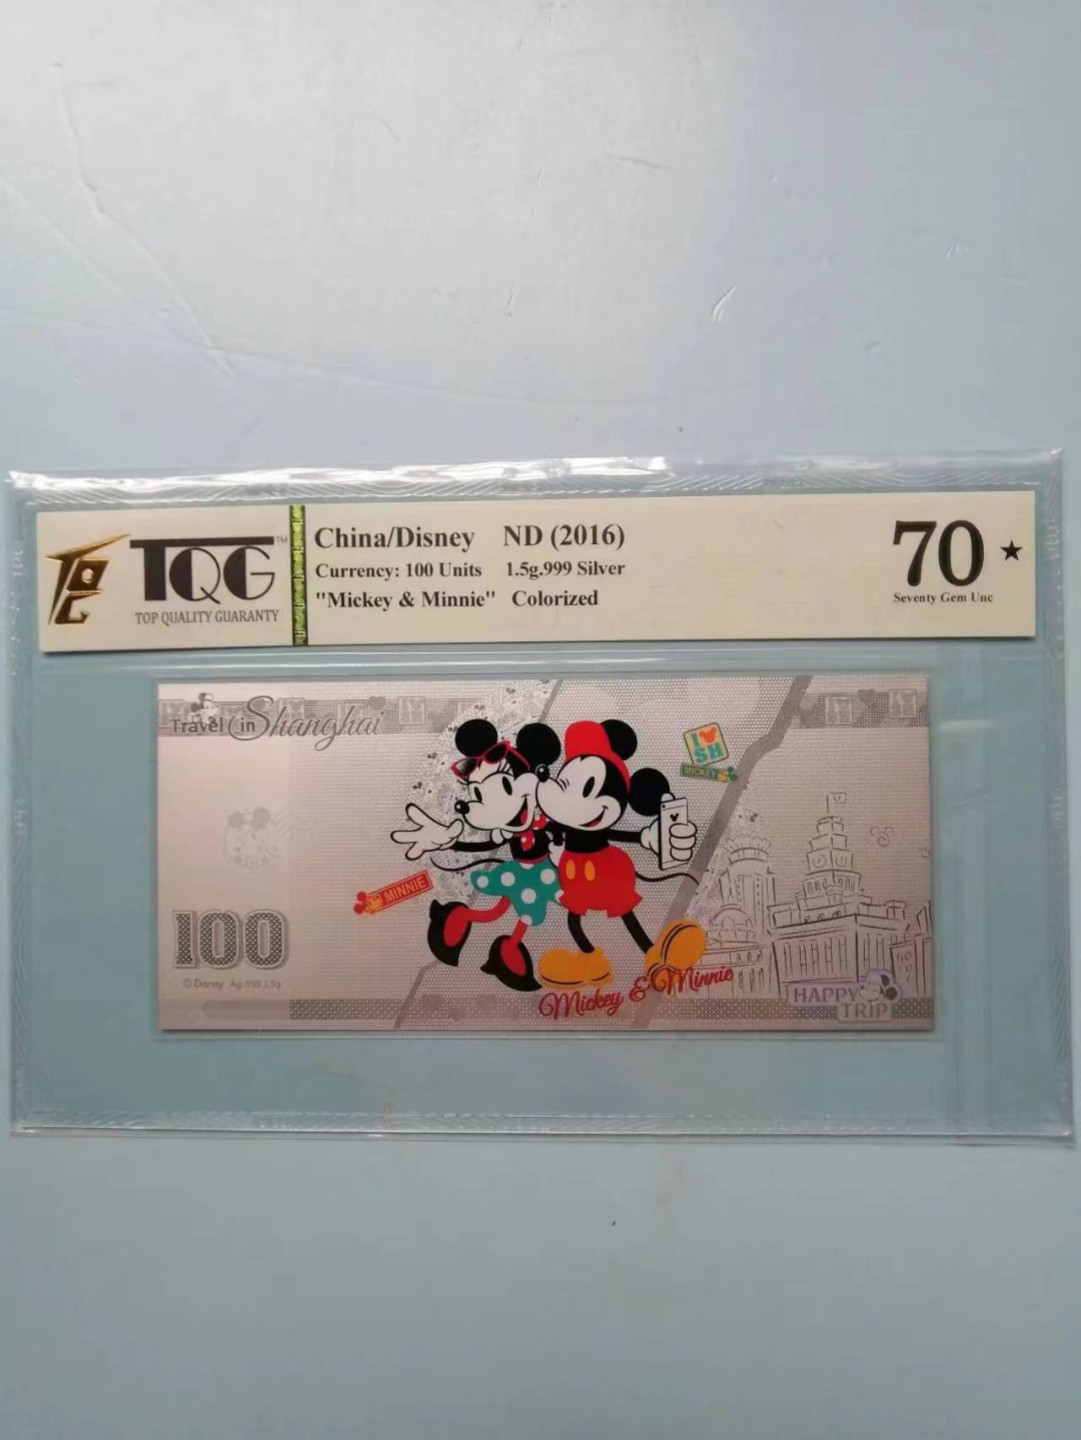 TQG™
TOP QUALITY GUARANTY
China/Disney ND (2016)
Currency: 100 Units 1.5g.999 Silver
"Mickey & Minnie" Colorized
70 ★
Seventy Gem Unc
Travel in Shanghai
I SH
MICKEY
MINNIE
100
© Disney Ag .999 1.5g
Mickey & Minnie
HAPPY
TRIP